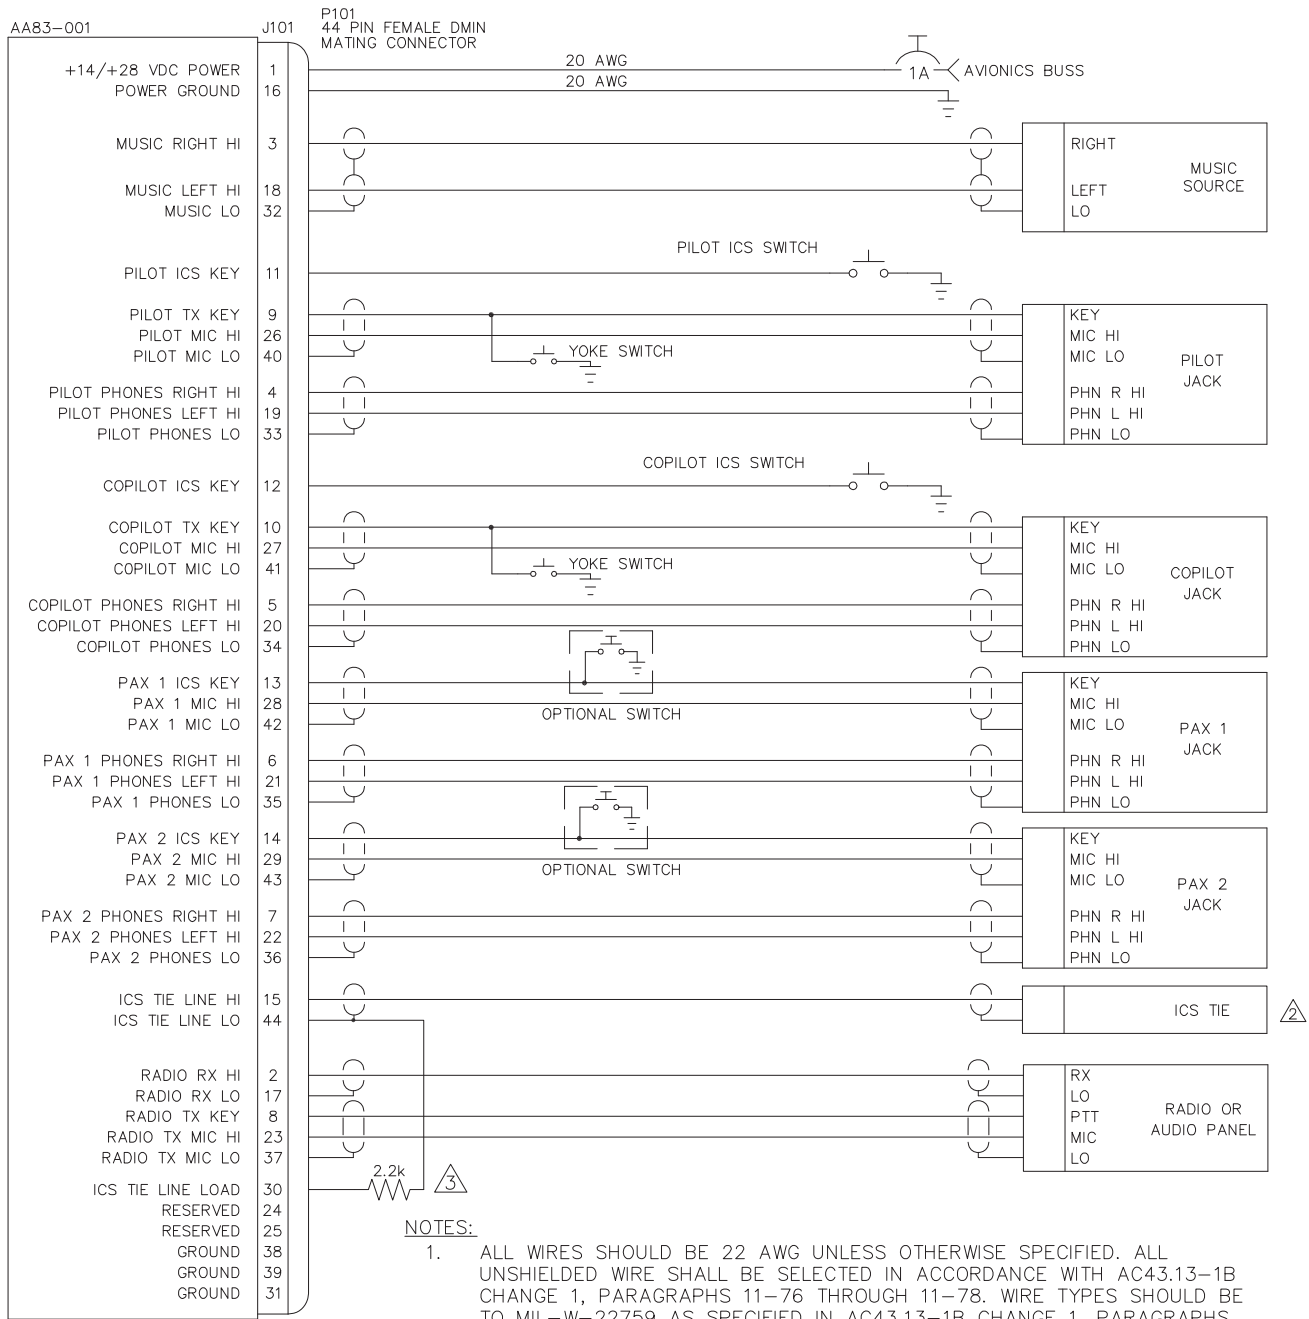 AA83-001
J101
P101
44 PIN FEMALE DMIN
MATING CONNECTOR
+14/+28 VDC POWER 1 20 AWG 1A AVIONICS BUSS
POWER GROUND 16 20 AWG
MUSIC RIGHT HI 3 RIGHT
MUSIC
MUSIC LEFT HI 18 LEFT SOURCE
MUSIC LO 32 LO
PILOT ICS SWITCH
PILOT ICS KEY 11
PILOT TX KEY 9 KEY
PILOT MIC HI 26 MIC HI
PILOT MIC LO 40 YOKE SWITCH MIC LO PILOT
JACK
PILOT PHONES RIGHT HI 4 PHN R HI
PILOT PHONES LEFT HI 19 PHN L HI
PILOT PHONES LO 33 PHN LO
COPILOT ICS SWITCH
COPILOT ICS KEY 12
COPILOT TX KEY 10 KEY
COPILOT MIC HI 27 MIC HI
COPILOT MIC LO 41 YOKE SWITCH MIC LO COPILOT
JACK
COPILOT PHONES RIGHT HI 5 PHN R HI
COPILOT PHONES LEFT HI 20 PHN L HI
COPILOT PHONES LO 34 PHN LO
PAX 1 ICS KEY 13 KEY
PAX 1 MIC HI 28 MIC HI
OPTIONAL SWITCH
PAX 1 MIC LO 42 MIC LO PAX 1
JACK
PAX 1 PHONES RIGHT HI 6 PHN R HI
PAX 1 PHONES LEFT HI 21 PHN L HI
PAX 1 PHONES LO 35 PHN LO
PAX 2 ICS KEY 14 KEY
PAX 2 MIC HI 29 MIC HI
OPTIONAL SWITCH
PAX 2 MIC LO 43 MIC LO PAX 2
JACK
PAX 2 PHONES RIGHT HI 7 PHN R HI
PAX 2 PHONES LEFT HI 22 PHN L HI
PAX 2 PHONES LO 36 PHN LO
ICS TIE LINE HI 15 ICS TIE 2
ICS TIE LINE LO 44
RADIO RX HI 2 RX
RADIO RX LO 17 LO
RADIO TX KEY 8 PTT RADIO OR
RADIO TX MIC HI 23 MIC AUDIO PANEL
RADIO TX MIC LO 37 LO
2.2k 3
ICS TIE LINE LOAD 30
RESERVED 24
RESERVED 25
GROUND 38
GROUND 39
GROUND 31
NOTES:
1. ALL WIRES SHOULD BE 22 AWG UNLESS OTHERWISE SPECIFIED. ALL
UNSHIELDED WIRE SHALL BE SELECTED IN ACCORDANCE WITH AC43.13-1B
CHANGE 1, PARAGRAPHS 11-76 THROUGH 11-78. WIRE TYPES SHOULD BE
TO MIL-W-22759 AS SPECIFIED IN AC43.13-1B CHANGE 1, PARAGRAPHS